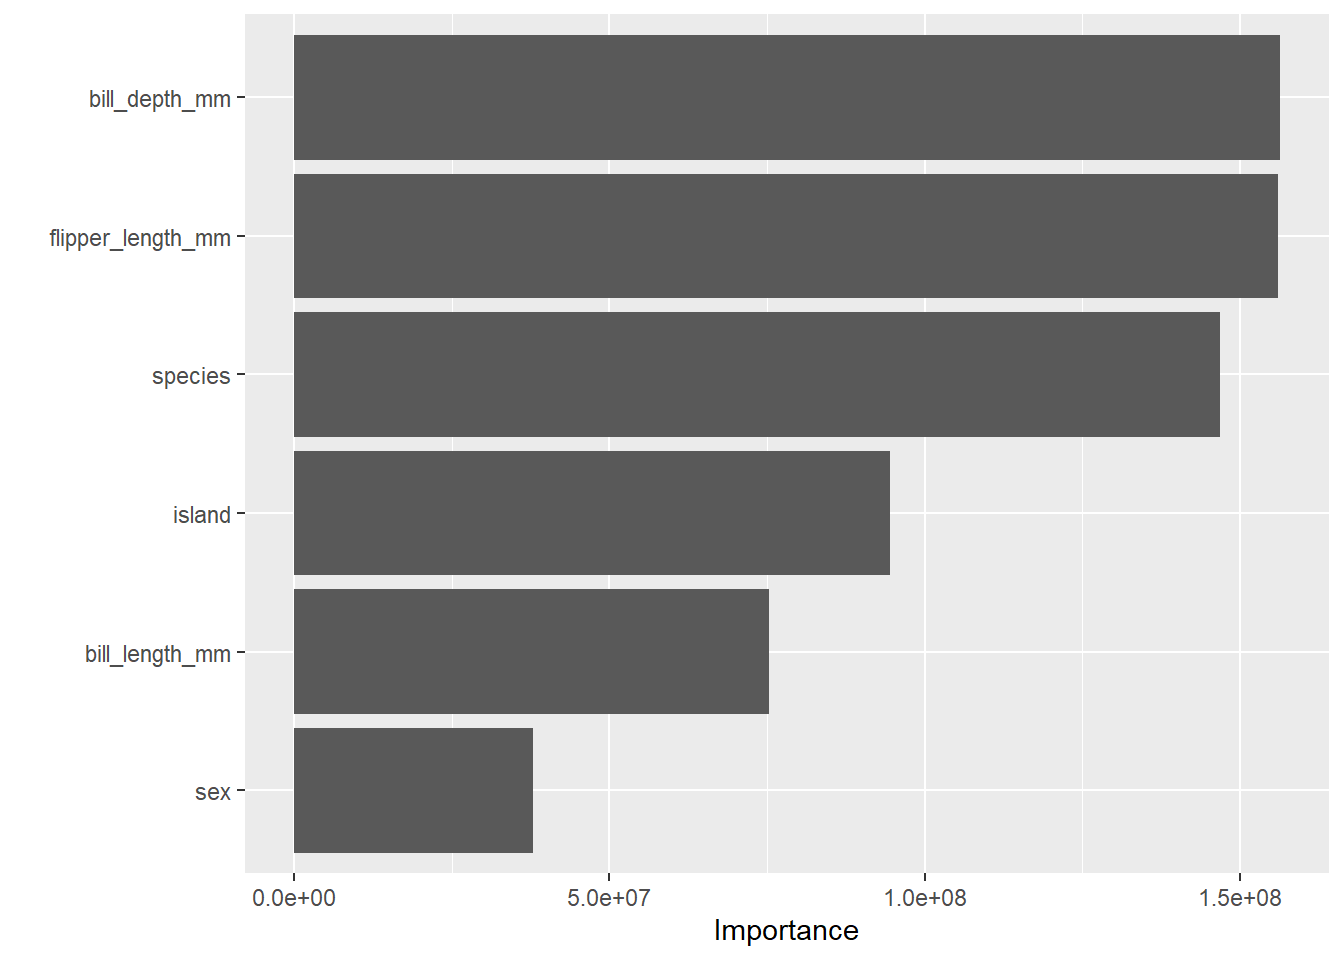 bill_depth_mm
flipper_length_mm
species
island
bill_length_mm
sex
0.0e+00 5.0e+07 1.0e+08 1.5e+08
Importance